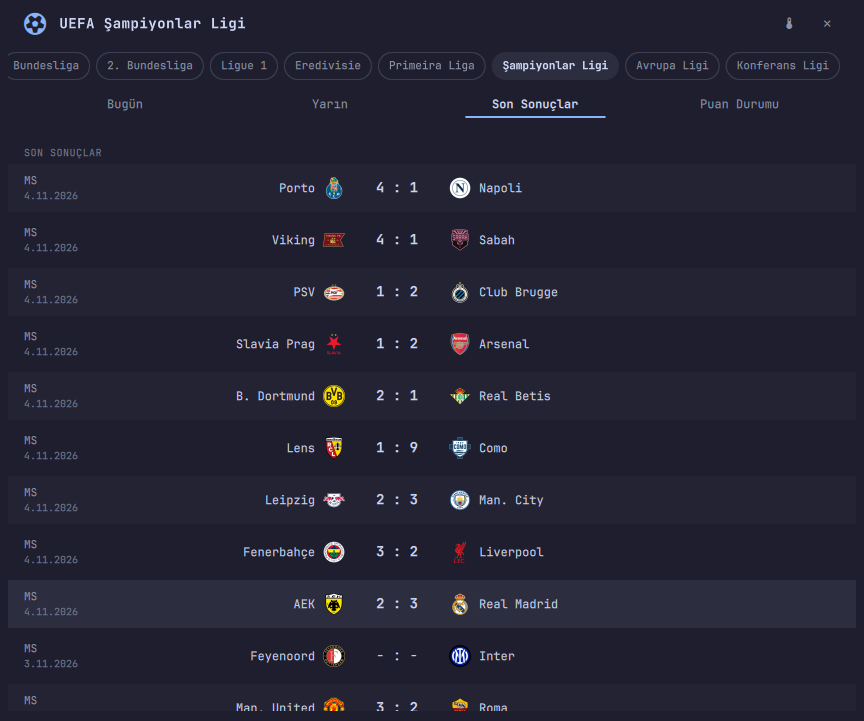 UEFA Şampiyonlar Ligi
Bundesliga 2. Bundesliga Ligue 1 Eredivisie Primeira Liga Şampiyonlar Ligi Avrupa Ligi Konferans Ligi
Bugün Yarın Son Sonuçlar Puan Durumu
SON SONUÇLAR
MS
4.11.2026
Porto 4 : 1 Napoli
MS
4.11.2026
Viking 4 : 1 Sabah
MS
4.11.2026
PSV 1 : 2 Club Brugge
MS
4.11.2026
Slavia Prag 1 : 2 Arsenal
MS
4.11.2026
B. Dortmund 2 : 1 Real Betis
MS
4.11.2026
Lens 1 : 9 Como
MS
4.11.2026
Leipzig 2 : 3 Man. City
MS
4.11.2026
Fenerbahçe 3 : 2 Liverpool
MS
4.11.2026
AEK 2 : 3 Real Madrid
MS
3.11.2026
Feyenoord - : - Inter
MS
Man. United 3 : 2 Roma